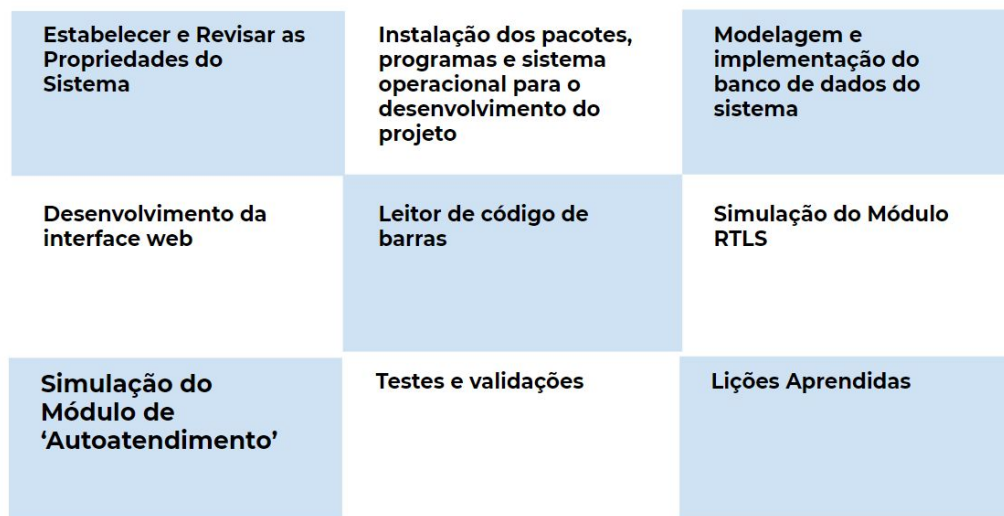 Estabelecer e Revisar as
Propriedades do
Sistema
Instalação dos pacotes,
programas e sistema
operacional para o
desenvolvimento do
projeto
Modelagem e
implementação do
banco de dados do
sistema
Desenvolvimento da
interface web
Leitor de código de
barras
Simulação do Módulo
RTLS
Simulação do
Módulo de
‘Autoatendimento’
Testes e validações
Lições Aprendidas